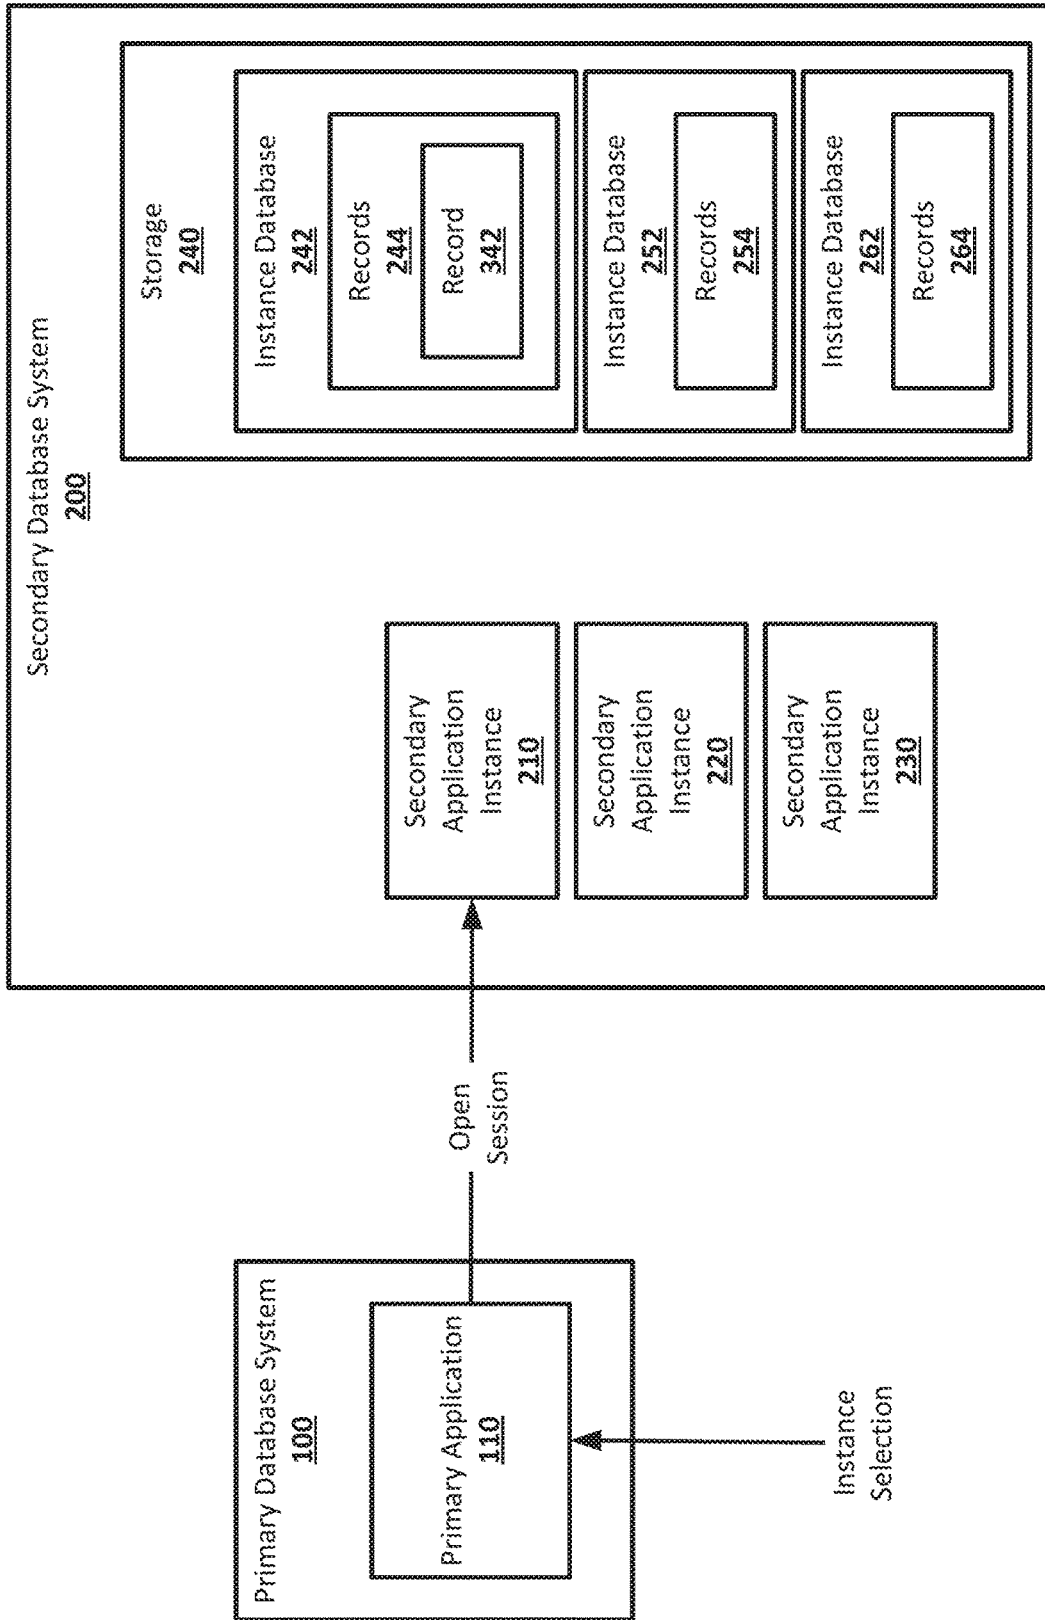 Primary Database System
100
Primary Application
110
Instance
Selection
Open
Session
Secondary Database System
200
Secondary
Application
Instance
210
Secondary
Application
Instance
220
Secondary
Application
Instance
230
Storage
240
Instance Database
242
Records
244
Record
342
Instance Database
252
Records
254
Instance Database
262
Records
264